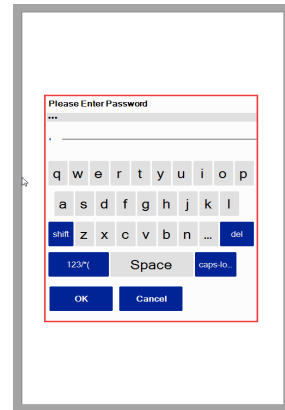 Please Enter Password
•••
q w e r t y u i o p
a s d f g h j k l
shift z x c v b n ... del
123/*( Space caps-lo..
OK Cancel